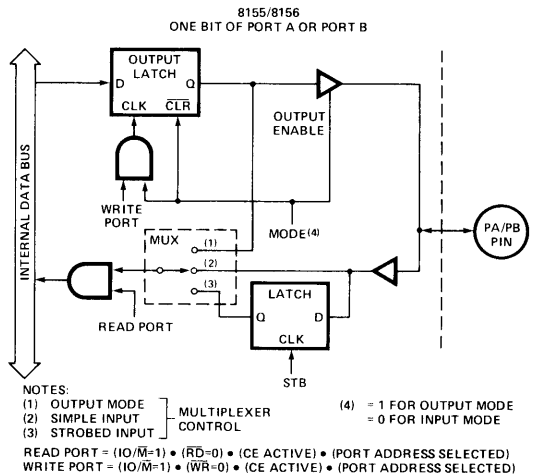 8155/8156
ONE BIT OF PORT A OR PORT B
OUTPUT
LATCH
D
Q
CLK
C̅L̅R̅
OUTPUT
ENABLE
INTERNAL DATA BUS
WRITE
PORT
MODE(4)
PA/PB
PIN
MUX
(1)
(2)
(3)
READ PORT
LATCH
Q
D
CLK
STB
NOTES:
(1) OUTPUT MODE
(2) SIMPLE INPUT
(3) STROBED INPUT
MULTIPLEXER
CONTROL
(4) = 1 FOR OUTPUT MODE
= 0 FOR INPUT MODE
READ PORT = (IO/M̅=1) • (R̅D̅=0) • (CE ACTIVE) • (PORT ADDRESS SELECTED)
WRITE PORT = (IO/M̅=1) • (W̅R̅=0) • (CE ACTIVE) • (PORT ADDRESS SELECTED)